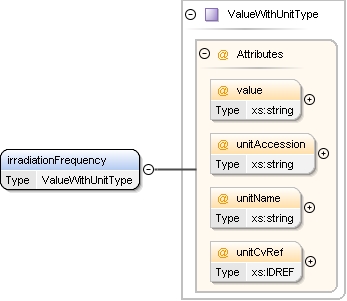 ValueWithUnitType
@ Attributes
@ value
Type xs:string
@ unitAccession
Type xs:string
irradiationFrequency
Type ValueWithUnitType
@ unitName
Type xs:string
@ unitCvRef
Type xs:IDREF